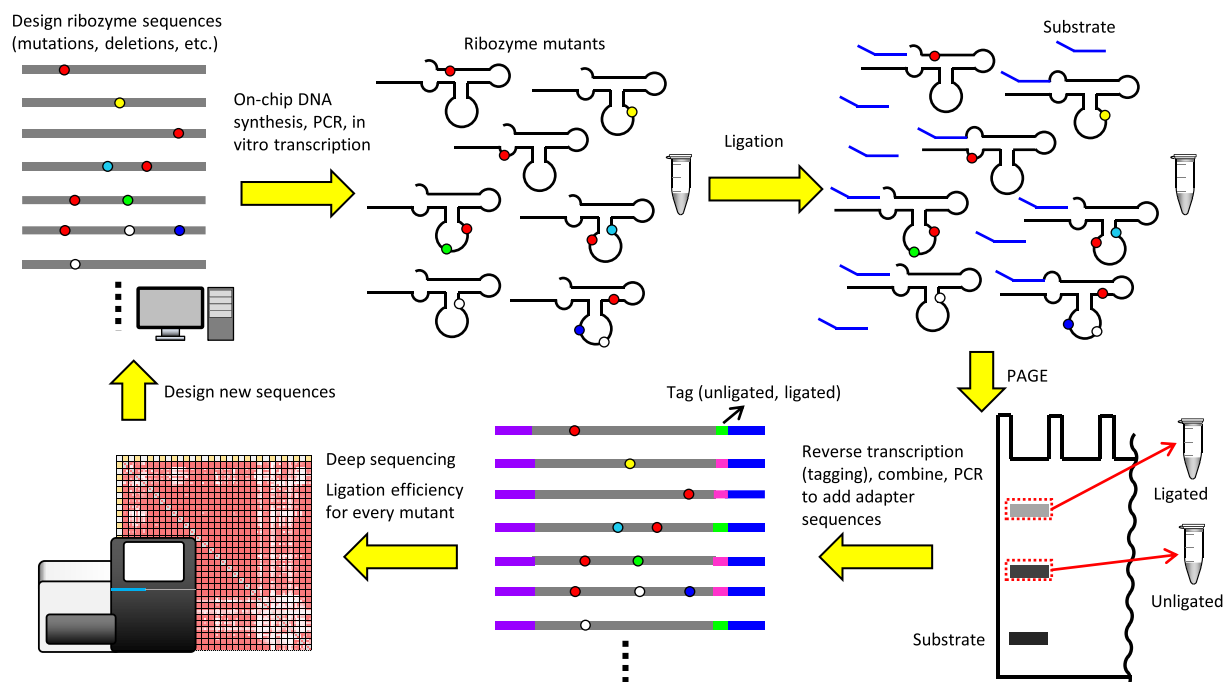 Design ribozyme sequences
(mutations, deletions, etc.)
On-chip DNA
synthesis, PCR, in
vitro transcription
Ribozyme mutants
Ligation
Substrate
PAGE
Ligated
Unligated
Substrate
Reverse transcription
(tagging), combine, PCR
to add adapter
sequences
Tag (unligated, ligated)
Deep sequencing
Ligation efficiency
for every mutant
Design new sequences